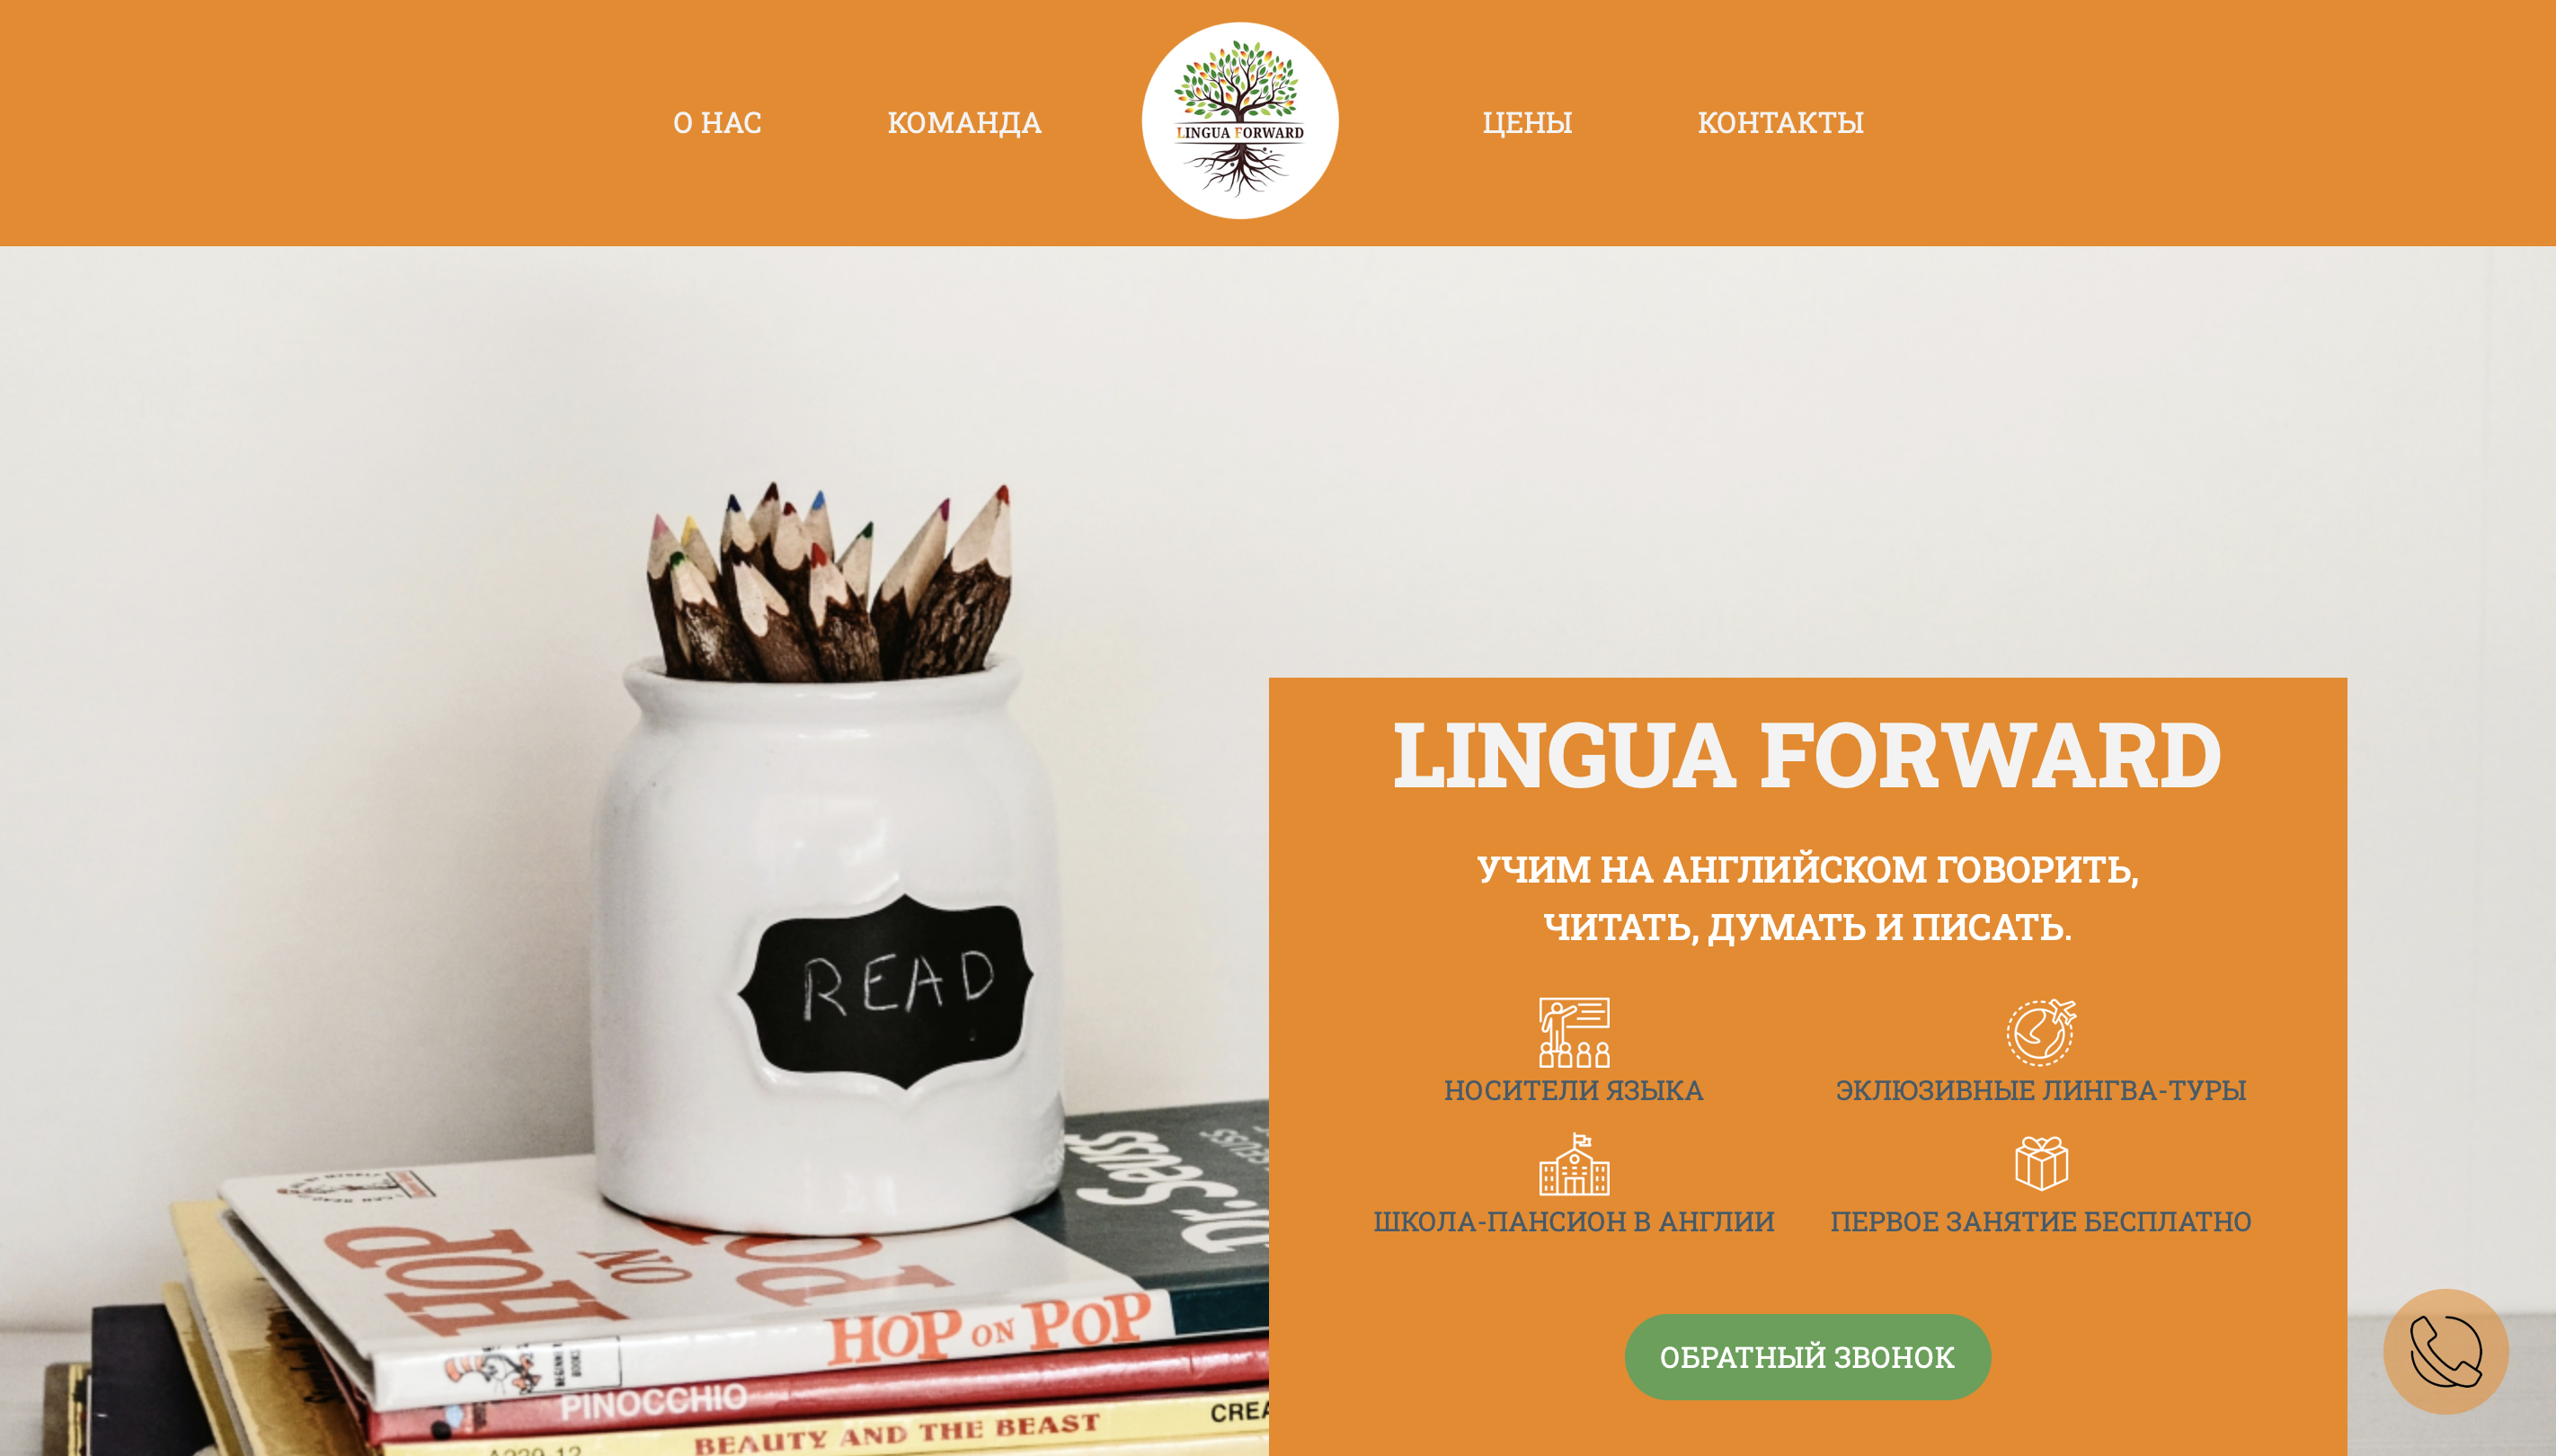 О НАС
КОМАНДА
LINGUA FORWARD
ЦЕНЫ
КОНТАКТЫ
LINGUA FORWARD
УЧИМ НА АНГЛИЙСКОМ ГОВОРИТЬ,
ЧИТАТЬ, ДУМАТЬ И ПИСАТЬ.
НОСИТЕЛИ ЯЗЫКА
ЭКЛЮЗИВНЫЕ ЛИНГВА-ТУРЫ
ШКОЛА-ПАНСИОН В АНГЛИИ
ПЕРВОЕ ЗАНЯТИЕ БЕСПЛАТНО
ОБРАТНЫЙ ЗВОНОК
READ
Dr. Seuss
HOP
ON
POP
HOP ON POP
BEGINNER
BOOKS
PINOCCHIO
BEAUTY AND THE BEAST